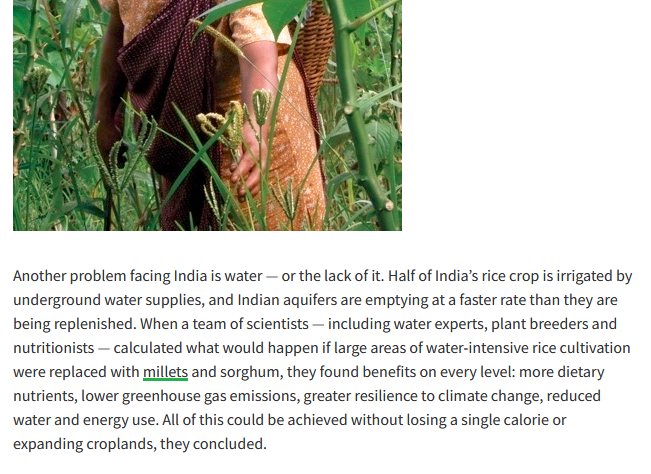 Another problem facing India is water — or the lack of it. Half of India’s rice crop is irrigated by
underground water supplies, and Indian aquifers are emptying at a faster rate than they are
being replenished. When a team of scientists — including water experts, plant breeders and
nutritionists — calculated what would happen if large areas of water-intensive rice cultivation
were replaced with millets and sorghum, they found benefits on every level: more dietary
nutrients, lower greenhouse gas emissions, greater resilience to climate change, reduced
water and energy use. All of this could be achieved without losing a single calorie or
expanding croplands, they concluded.